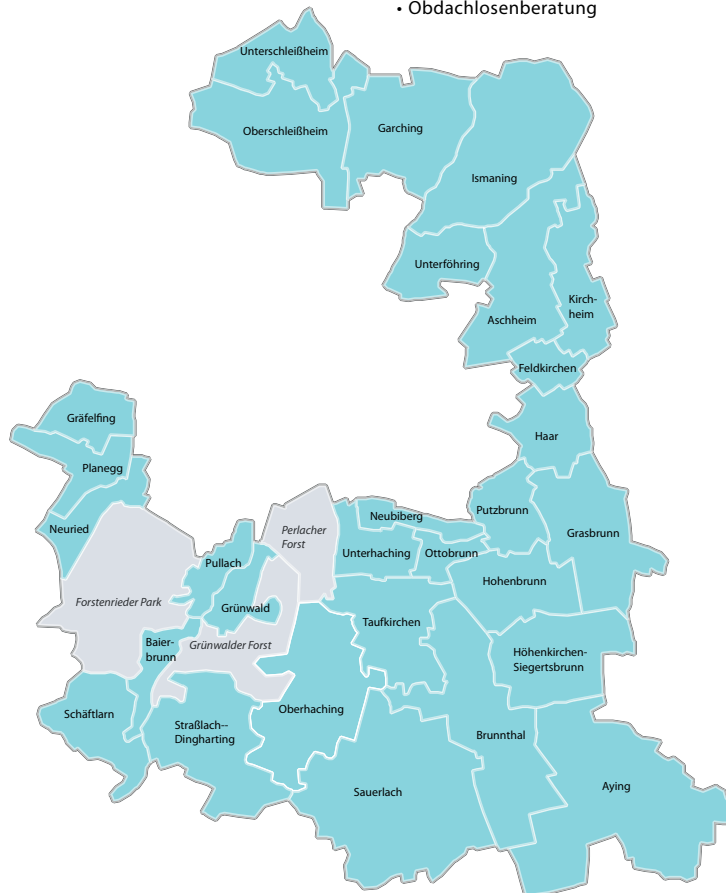 • Obdachlosenberatung
Unterschleißheim
Oberschleißheim
Garching
Ismaning
Unterföhring
Kirch-
heim
Aschheim
Feldkirchen
Gräfelfing
Haar
Planegg
Putzbrunn
Neubiberg
Neuried
Perlacher
Forst
Grasbrunn
Unterhaching
Ottobrunn
Pullach
Hohenbrunn
Forstenrieder Park
Grünwald
Taufkirchen
Baier-
brunn
Grünwalder Forst
Höhenkirchen-
Siegertsbrunn
Schäftlarn
Oberhaching
Straßlach--
Dingharting
Brunnthal
Aying
Sauerlach